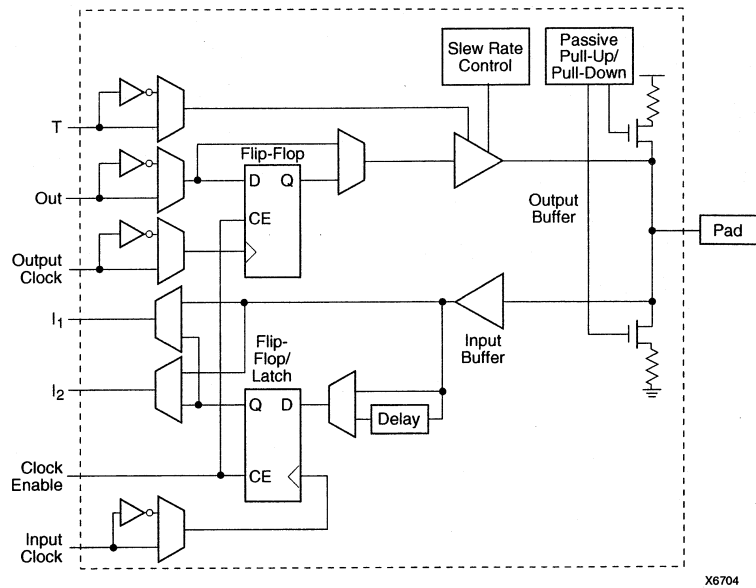 Slew Rate
Control
Passive
Pull-Up/
Pull-Down
T
Flip-Flop
D
Q
Out
CE
Output
Buffer
Pad
Output
Clock
I1
Flip-
Flop/
Latch
Input
Buffer
I2
Q
D
Delay
Clock
Enable
CE
Input
Clock
X6704